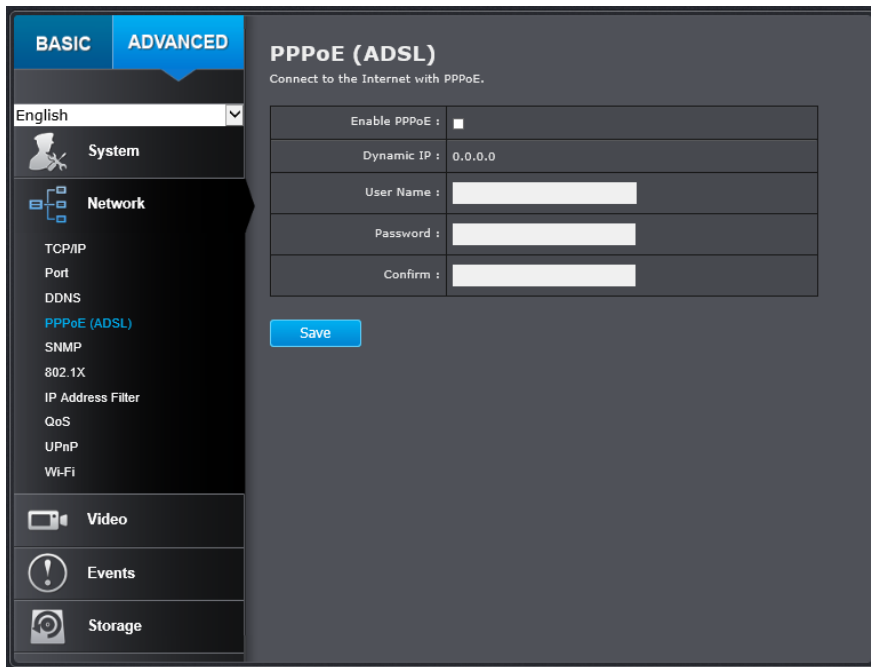 BASIC
ADVANCED
English
System
Network
TCP/IP
Port
DDNS
PPPoE (ADSL)
SNMP
802.1X
IP Address Filter
QoS
UPnP
Wi-Fi
Video
Events
Storage
PPPoE (ADSL)
Connect to the Internet with PPPoE.
Enable PPPoE :
Dynamic IP : 0.0.0.0
User Name :
Password :
Confirm :
Save